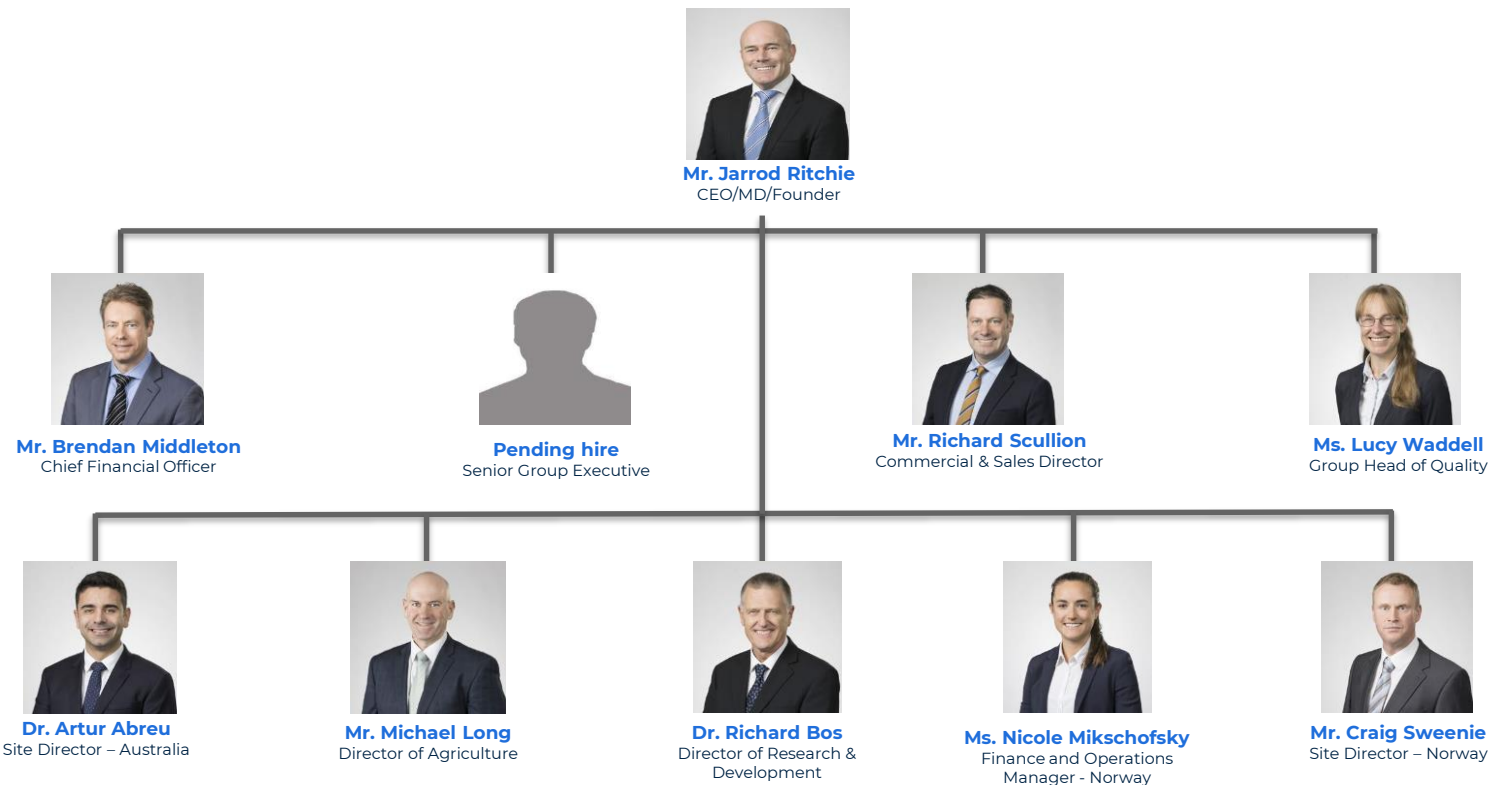 Mr. Jarrod Ritchie
CEO/MD/Founder
Mr. Brendan Middleton
Chief Financial Officer
Pending hire
Senior Group Executive
Mr. Richard Scullion
Commercial & Sales Director
Ms. Lucy Waddell
Group Head of Quality
Dr. Artur Abreu
Site Director – Australia
Mr. Michael Long
Director of Agriculture
Dr. Richard Bos
Director of Research &
Development
Ms. Nicole Mikschofsky
Finance and Operations
Manager - Norway
Mr. Craig Sweenie
Site Director – Norway